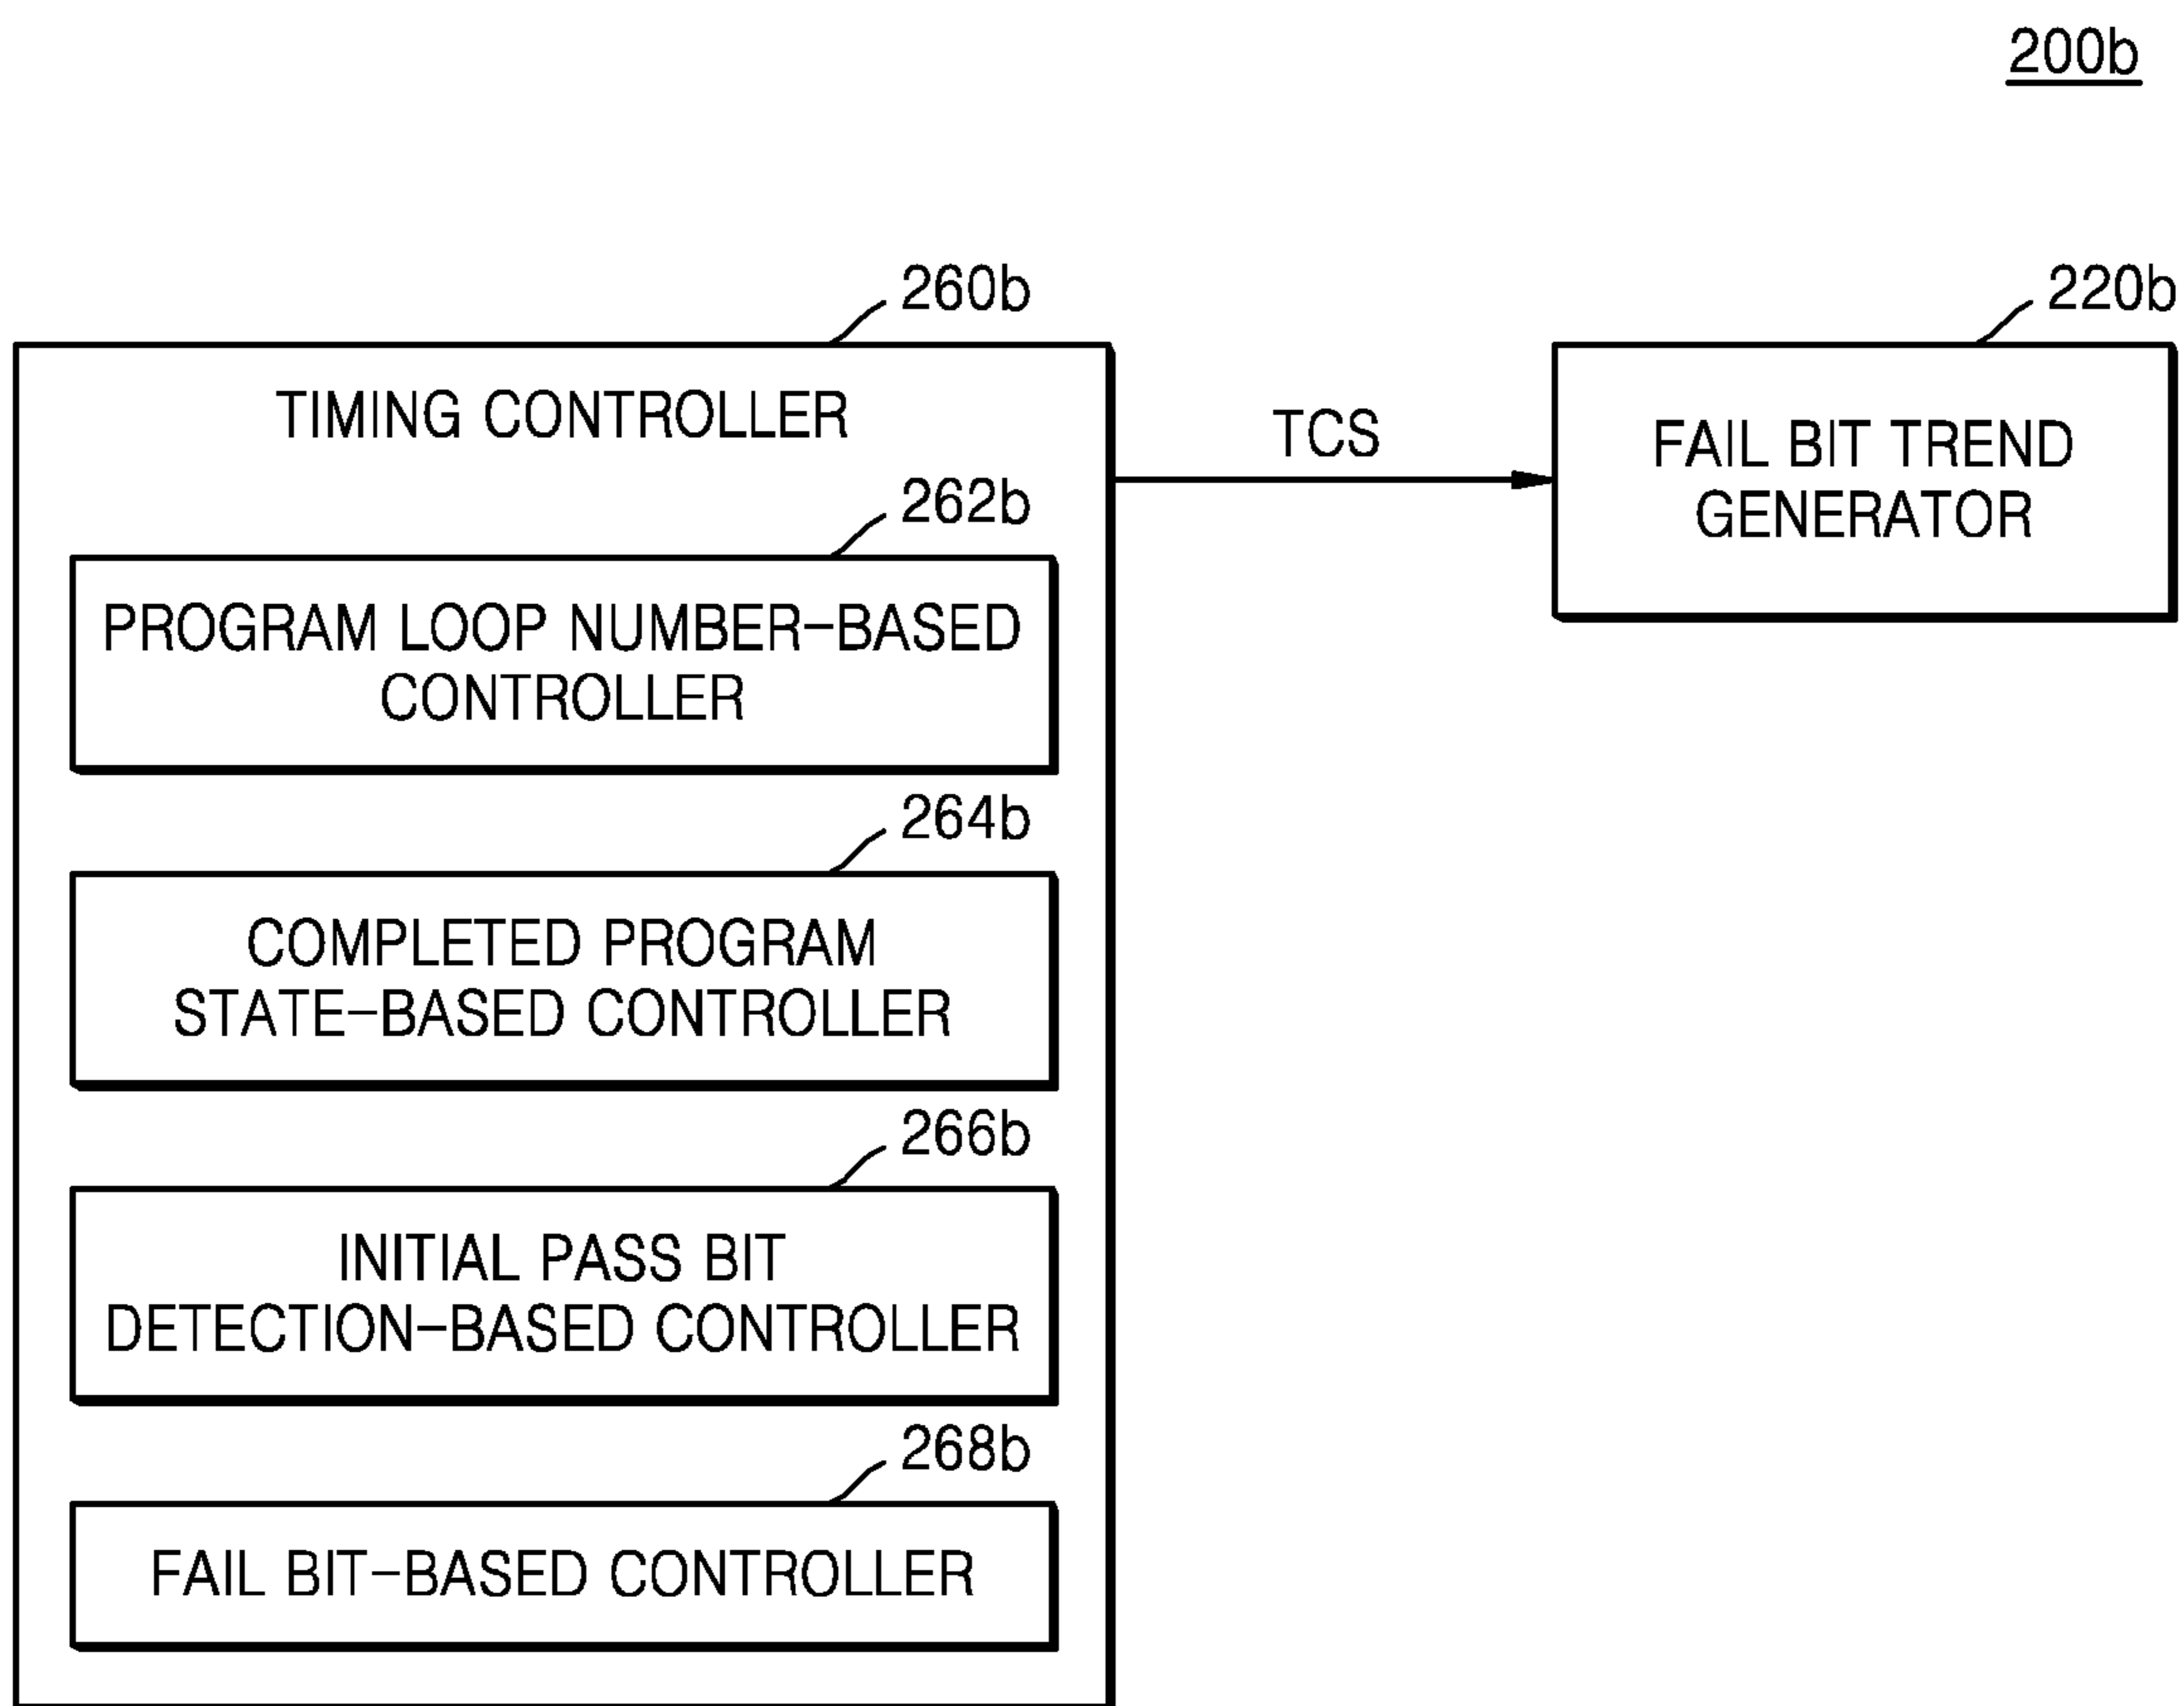 200b
260b
220b
TIMING CONTROLLER
TCS
FAIL BIT TREND
GENERATOR
262b
PROGRAM LOOP NUMBER-BASED
CONTROLLER
264b
COMPLETED PROGRAM
STATE-BASED CONTROLLER
266b
INITIAL PASS BIT
DETECTION-BASED CONTROLLER
268b
FAIL BIT-BASED CONTROLLER